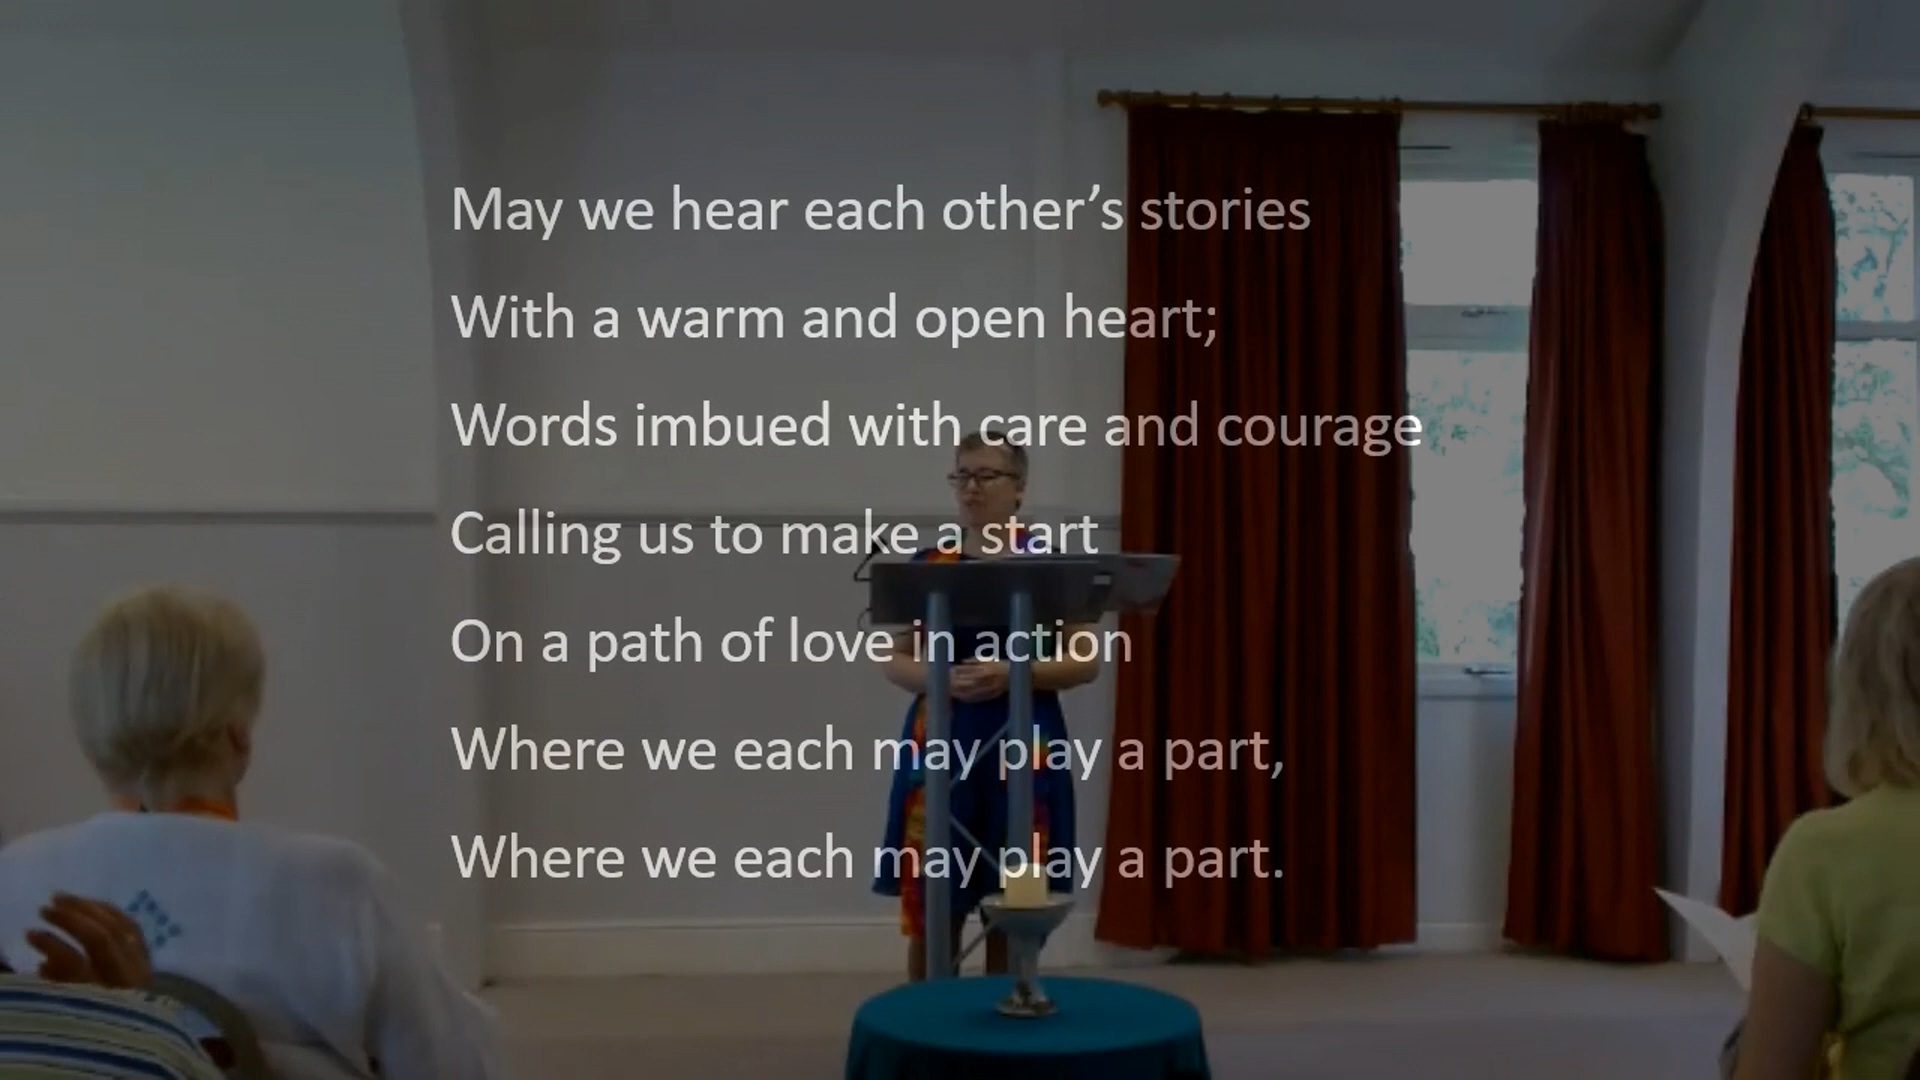 May we hear each other’s stories
With a warm and open heart;
Words imbued with care and courage
Calling us to make a start
On a path of love in action
Where we each may play a part,
Where we each may play a part.